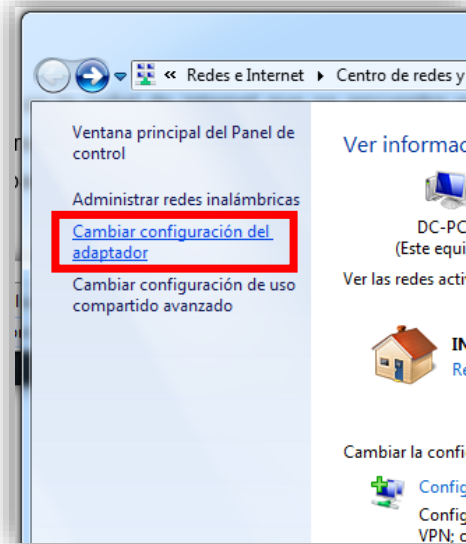 « Redes e Internet ▸ Centro de redes y
Ventana principal del Panel de
control
Administrar redes inalámbricas
Cambiar configuración del
adaptador
Cambiar configuración de uso
compartido avanzado
Ver informac
DC-PC
(Este equi
Ver las redes activ
IN
Re
Cambiar la confi
Config
Config
VPN; o